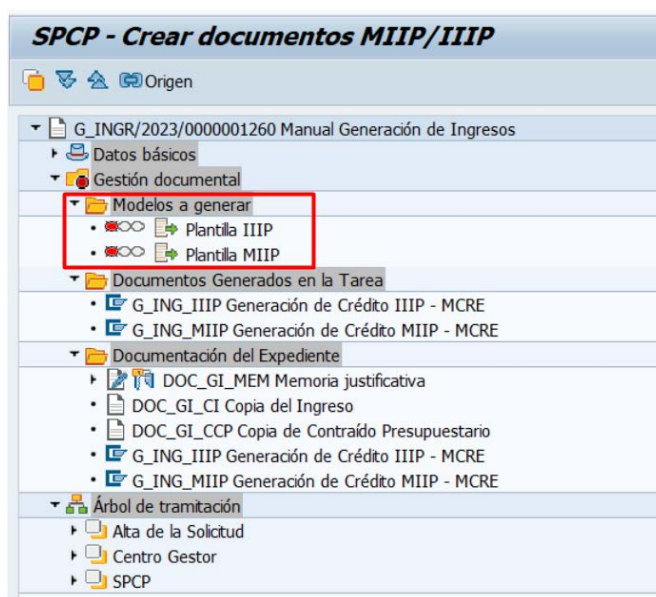 SPCP - Crear documentos MIIP/IIIP
Origen
G_INGR/2023/0000001260 Manual Generación de Ingresos
Datos básicos
Gestión documental
Modelos a generar
Plantilla IIIP
Plantilla MIIP
Documentos Generados en la Tarea
G_ING_IIIP Generación de Crédito IIIP - MCRE
G_ING_MIIP Generación de Crédito MIIP - MCRE
Documentación del Expediente
DOC_GI_MEM Memoria justificativa
DOC_GI_CI Copia del Ingreso
DOC_GI_CCP Copia de Contraído Presupuestario
G_ING_IIIP Generación de Crédito IIIP - MCRE
G_ING_MIIP Generación de Crédito MIIP - MCRE
Árbol de tramitación
Alta de la Solicitud
Centro Gestor
SPCP